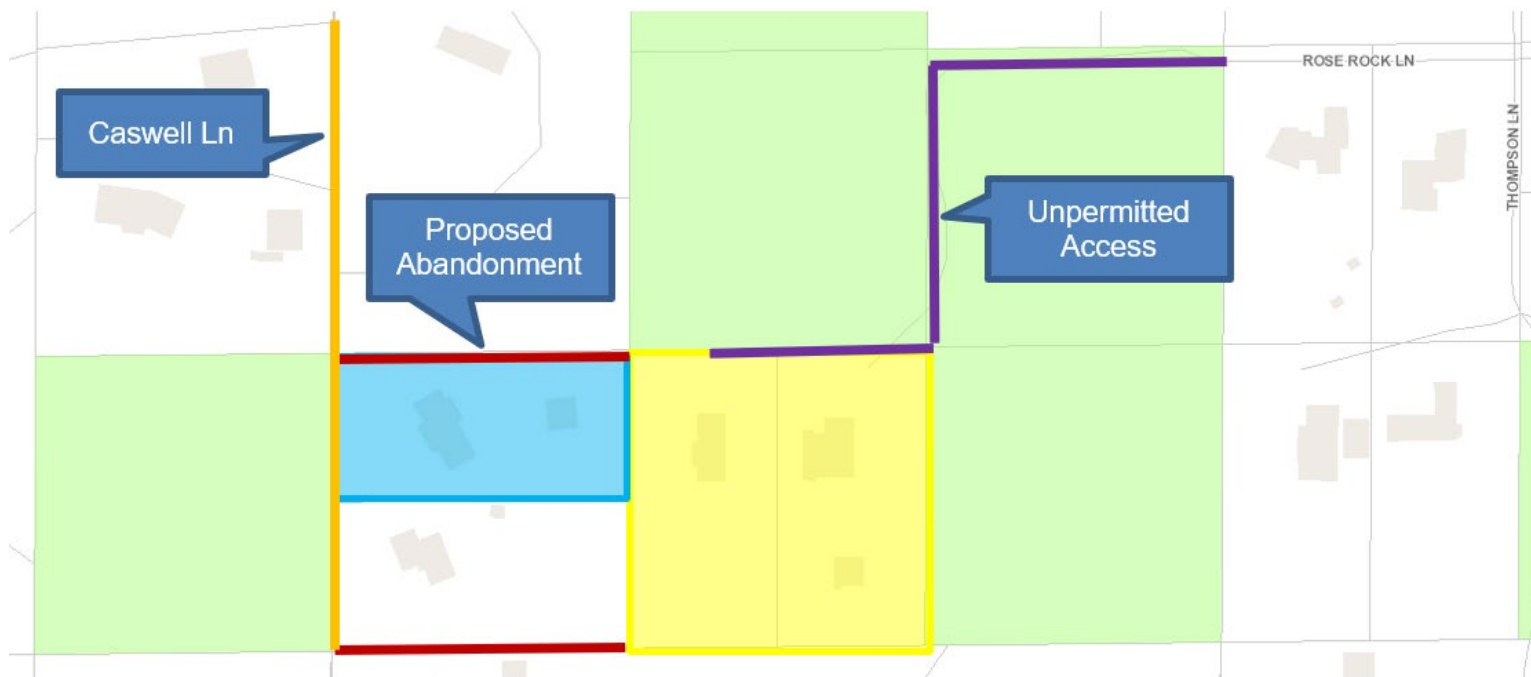 ROSE ROCK LN
Caswell Ln
THOMPSON LN
Proposed
Abandonment
Unpermitted
Access